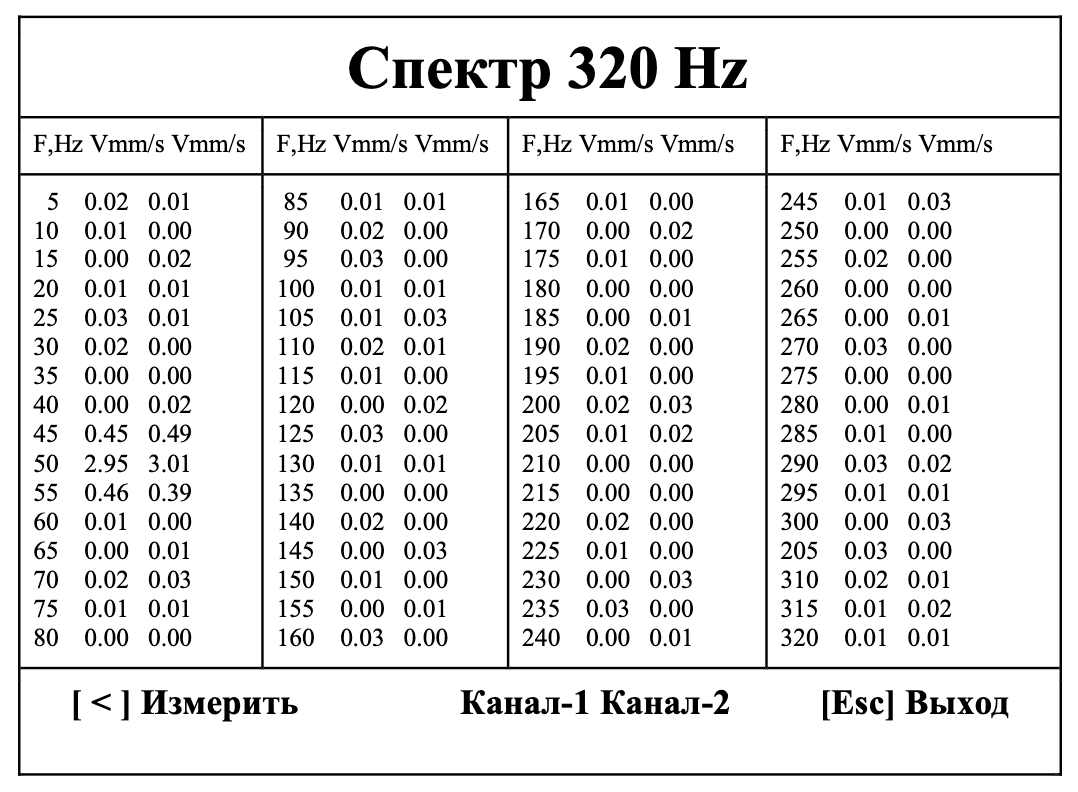 Спектр 320 Hz
F,Hz Vmm/s Vmm/s F,Hz Vmm/s Vmm/s F,Hz Vmm/s Vmm/s F,Hz Vmm/s Vmm/s
5 0.02 0.01 85 0.01 0.01 165 0.01 0.00 245 0.01 0.03
10 0.01 0.00 90 0.02 0.00 170 0.00 0.02 250 0.00 0.00
15 0.00 0.02 95 0.03 0.00 175 0.01 0.00 255 0.02 0.00
20 0.01 0.01 100 0.01 0.01 180 0.00 0.00 260 0.00 0.00
25 0.03 0.01 105 0.01 0.03 185 0.00 0.01 265 0.00 0.01
30 0.02 0.00 110 0.02 0.01 190 0.02 0.00 270 0.03 0.00
35 0.00 0.00 115 0.01 0.00 195 0.01 0.00 275 0.00 0.00
40 0.00 0.02 120 0.00 0.02 200 0.02 0.03 280 0.00 0.01
45 0.45 0.49 125 0.03 0.00 205 0.01 0.02 285 0.01 0.00
50 2.95 3.01 130 0.01 0.01 210 0.00 0.00 290 0.03 0.02
55 0.46 0.39 135 0.00 0.00 215 0.00 0.00 295 0.01 0.01
60 0.01 0.00 140 0.02 0.00 220 0.02 0.00 300 0.00 0.03
65 0.00 0.01 145 0.00 0.03 225 0.01 0.00 205 0.03 0.00
70 0.02 0.03 150 0.01 0.00 230 0.00 0.03 310 0.02 0.01
75 0.01 0.01 155 0.00 0.01 235 0.03 0.00 315 0.01 0.02
80 0.00 0.00 160 0.03 0.00 240 0.00 0.01 320 0.01 0.01
[ < ] Измерить Канал-1 Канал-2 [Esc] Выход